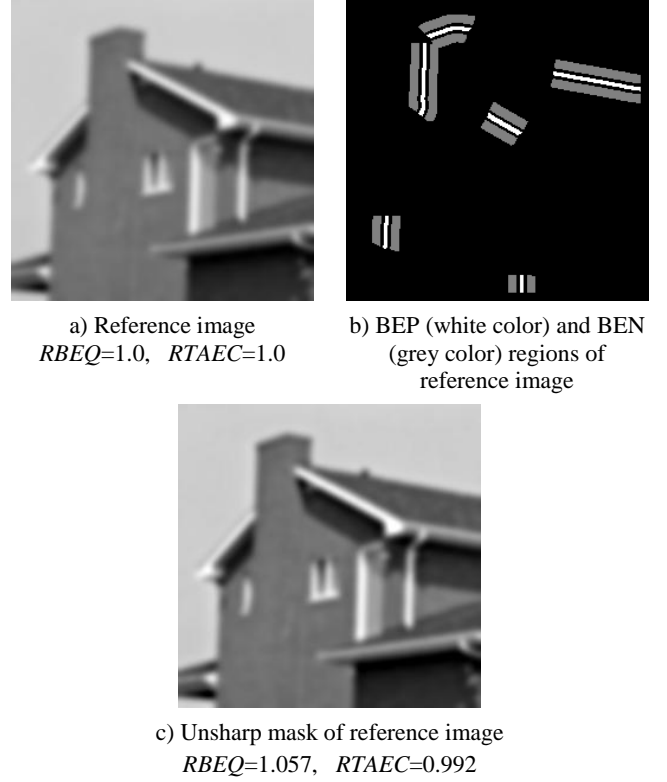 a) Reference image
RBEQ=1.0, RTAEC=1.0
b) BEP (white color) and BEN
(grey color) regions of
reference image
c) Unsharp mask of reference image
RBEQ=1.057, RTAEC=0.992